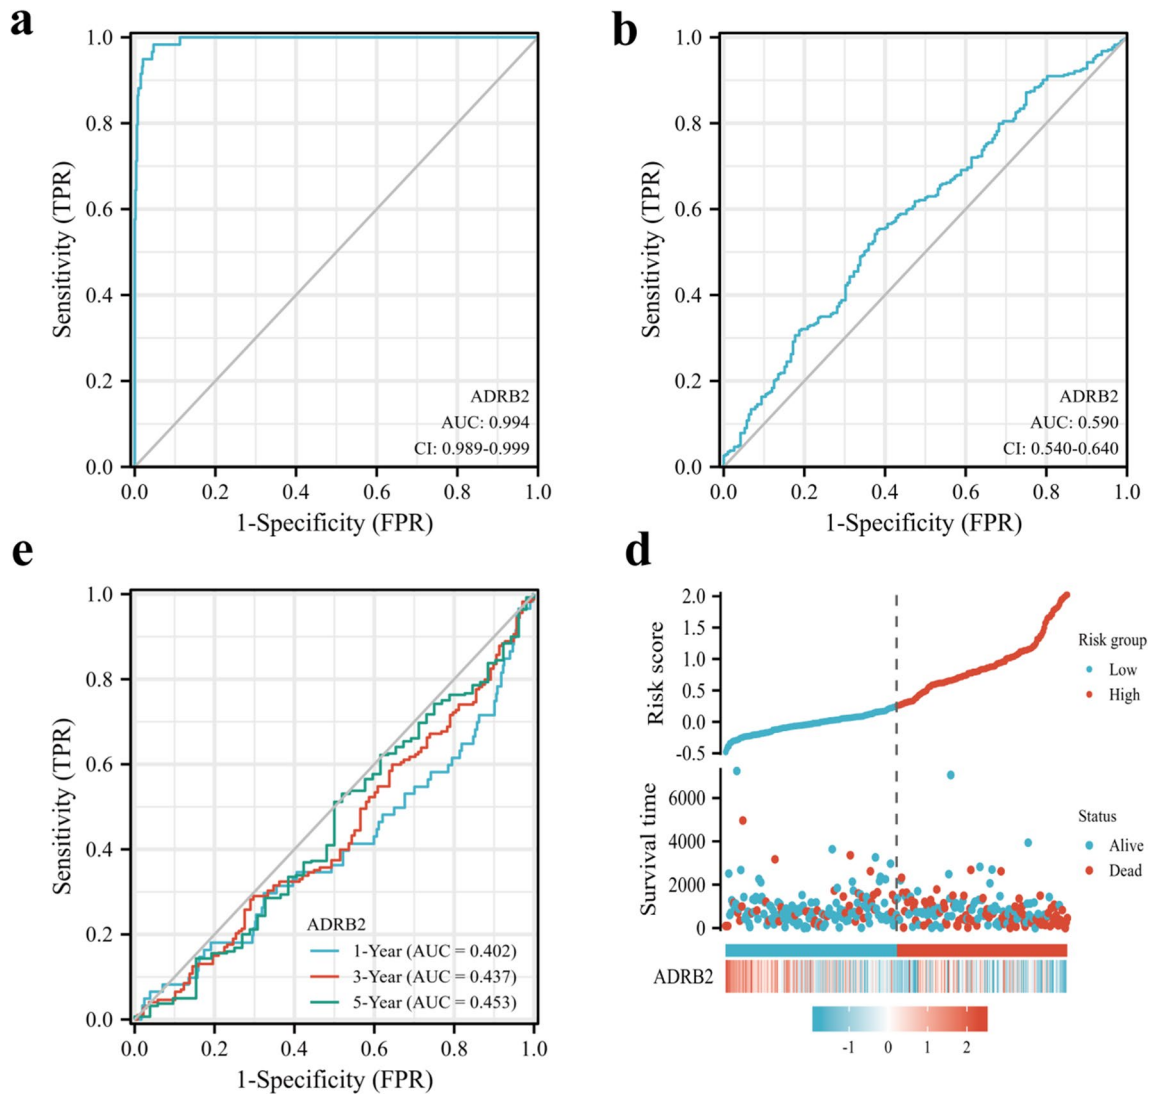 a
1.0
0.8
0.6
0.4
0.2
0.0
Sensitivity (TPR)
ADRB2
AUC: 0.994
CI: 0.989-0.999
0.0 0.2 0.4 0.6 0.8 1.0
1-Specificity (FPR)
b
1.0
0.8
0.6
0.4
0.2
0.0
Sensitivity (TPR)
ADRB2
AUC: 0.590
CI: 0.540-0.640
0.0 0.2 0.4 0.6 0.8 1.0
1-Specificity (FPR)
e
1.0
0.8
0.6
0.4
0.2
0.0
Sensitivity (TPR)
ADRB2
1-Year (AUC = 0.402)
3-Year (AUC = 0.437)
5-Year (AUC = 0.453)
0.0 0.2 0.4 0.6 0.8 1.0
1-Specificity (FPR)
d
2.0
1.5
1.0
0.5
0.0
-0.5
Risk score
Risk group
Low
High
6000
4000
2000
0
Survival time
Status
Alive
Dead
ADRB2
-1 0 1 2